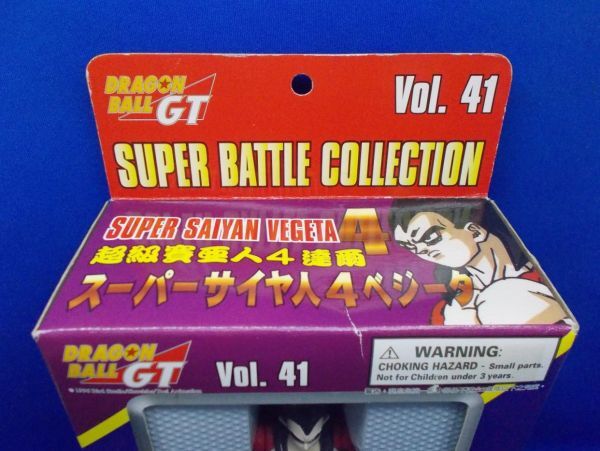 DRAGON BALL GT
Vol. 41
SUPER BATTLE COLLECTION
SUPER SAIYAN VEGETA 4
超級賽亞人4達爾
スーパーサイヤ人4ベジータ
DRAGON BALL GT
Vol. 41
WARNING:
CHOKING HAZARD - Small parts.
Not for Children under 3 years.